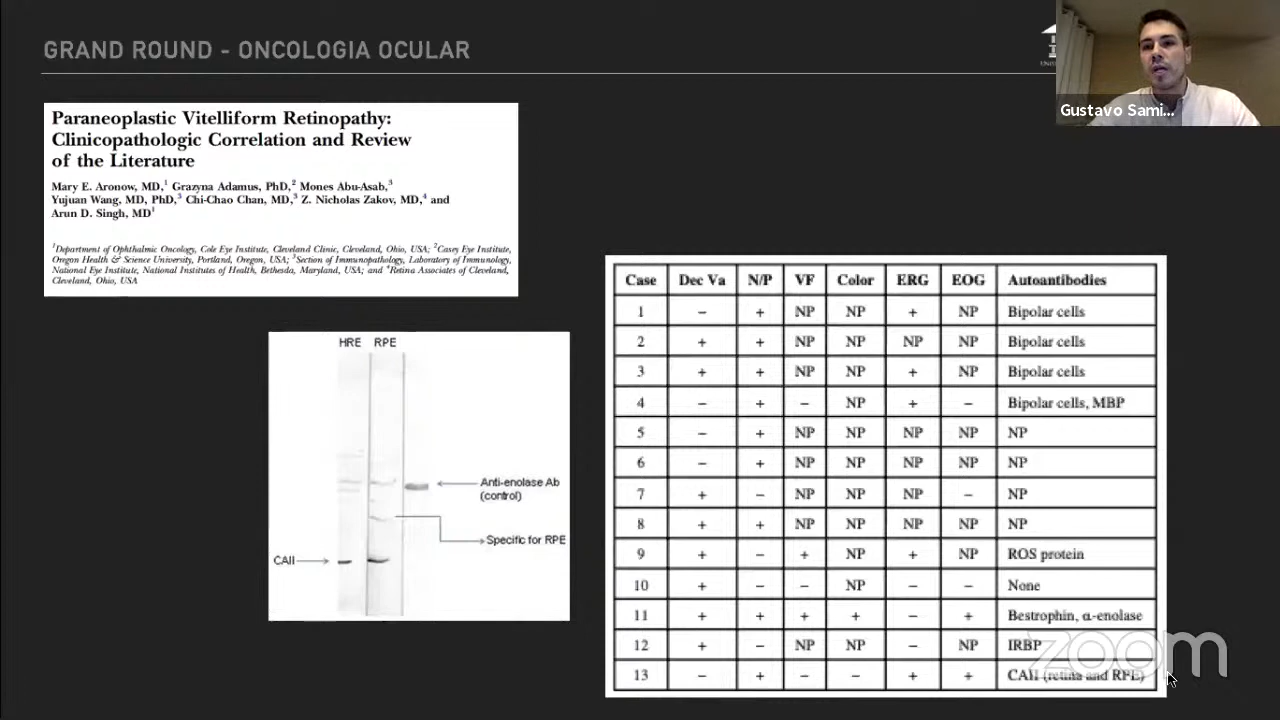 GRAND ROUND - ONCOLOGIA OCULAR
Gustavo Sami...
Paraneoplastic Vitelliform Retinopathy:
Clinicopathologic Correlation and Review
of the Literature
Mary E. Aronow, MD,1 Grazyna Adamus, PhD,2 Mones Abu-Asab,3
Yujuan Wang, MD, PhD,3 Chi-Chao Chan, MD,3 Z. Nicholas Zakov, MD,4 and
Arun D. Singh, MD1
1Department of Ophthalmic Oncology, Cole Eye Institute, Cleveland Clinic, Cleveland, Ohio, USA; 2Casey Eye Institute,
Oregon Health & Science University, Portland, Oregon, USA; 3Section of Immunopathology, Laboratory of Immunology,
National Eye Institute, National Institutes of Health, Bethesda, Maryland, USA; and 4Retina Associates of Cleveland,
Cleveland, Ohio, USA
HRE RPE
Anti-enolase Ab
(control)
Specific for RPE
CAII
Case Dec Va N/P VF Color ERG EOG Autoantibodies
1 – + NP NP + NP Bipolar cells
2 + + NP NP NP NP Bipolar cells
3 + + NP NP + NP Bipolar cells
4 – + – NP + – Bipolar cells, MBP
5 – + NP NP NP NP NP
6 – + NP NP NP NP NP
7 + – NP NP NP – NP
8 + + NP NP NP NP NP
9 + – + NP + NP ROS protein
10 + – – NP – – None
11 + + + + – + Bestrophin, α-enolase
12 + – NP NP – NP IRBP
13 – + – – + + CAII (retina and RPE)
zoom